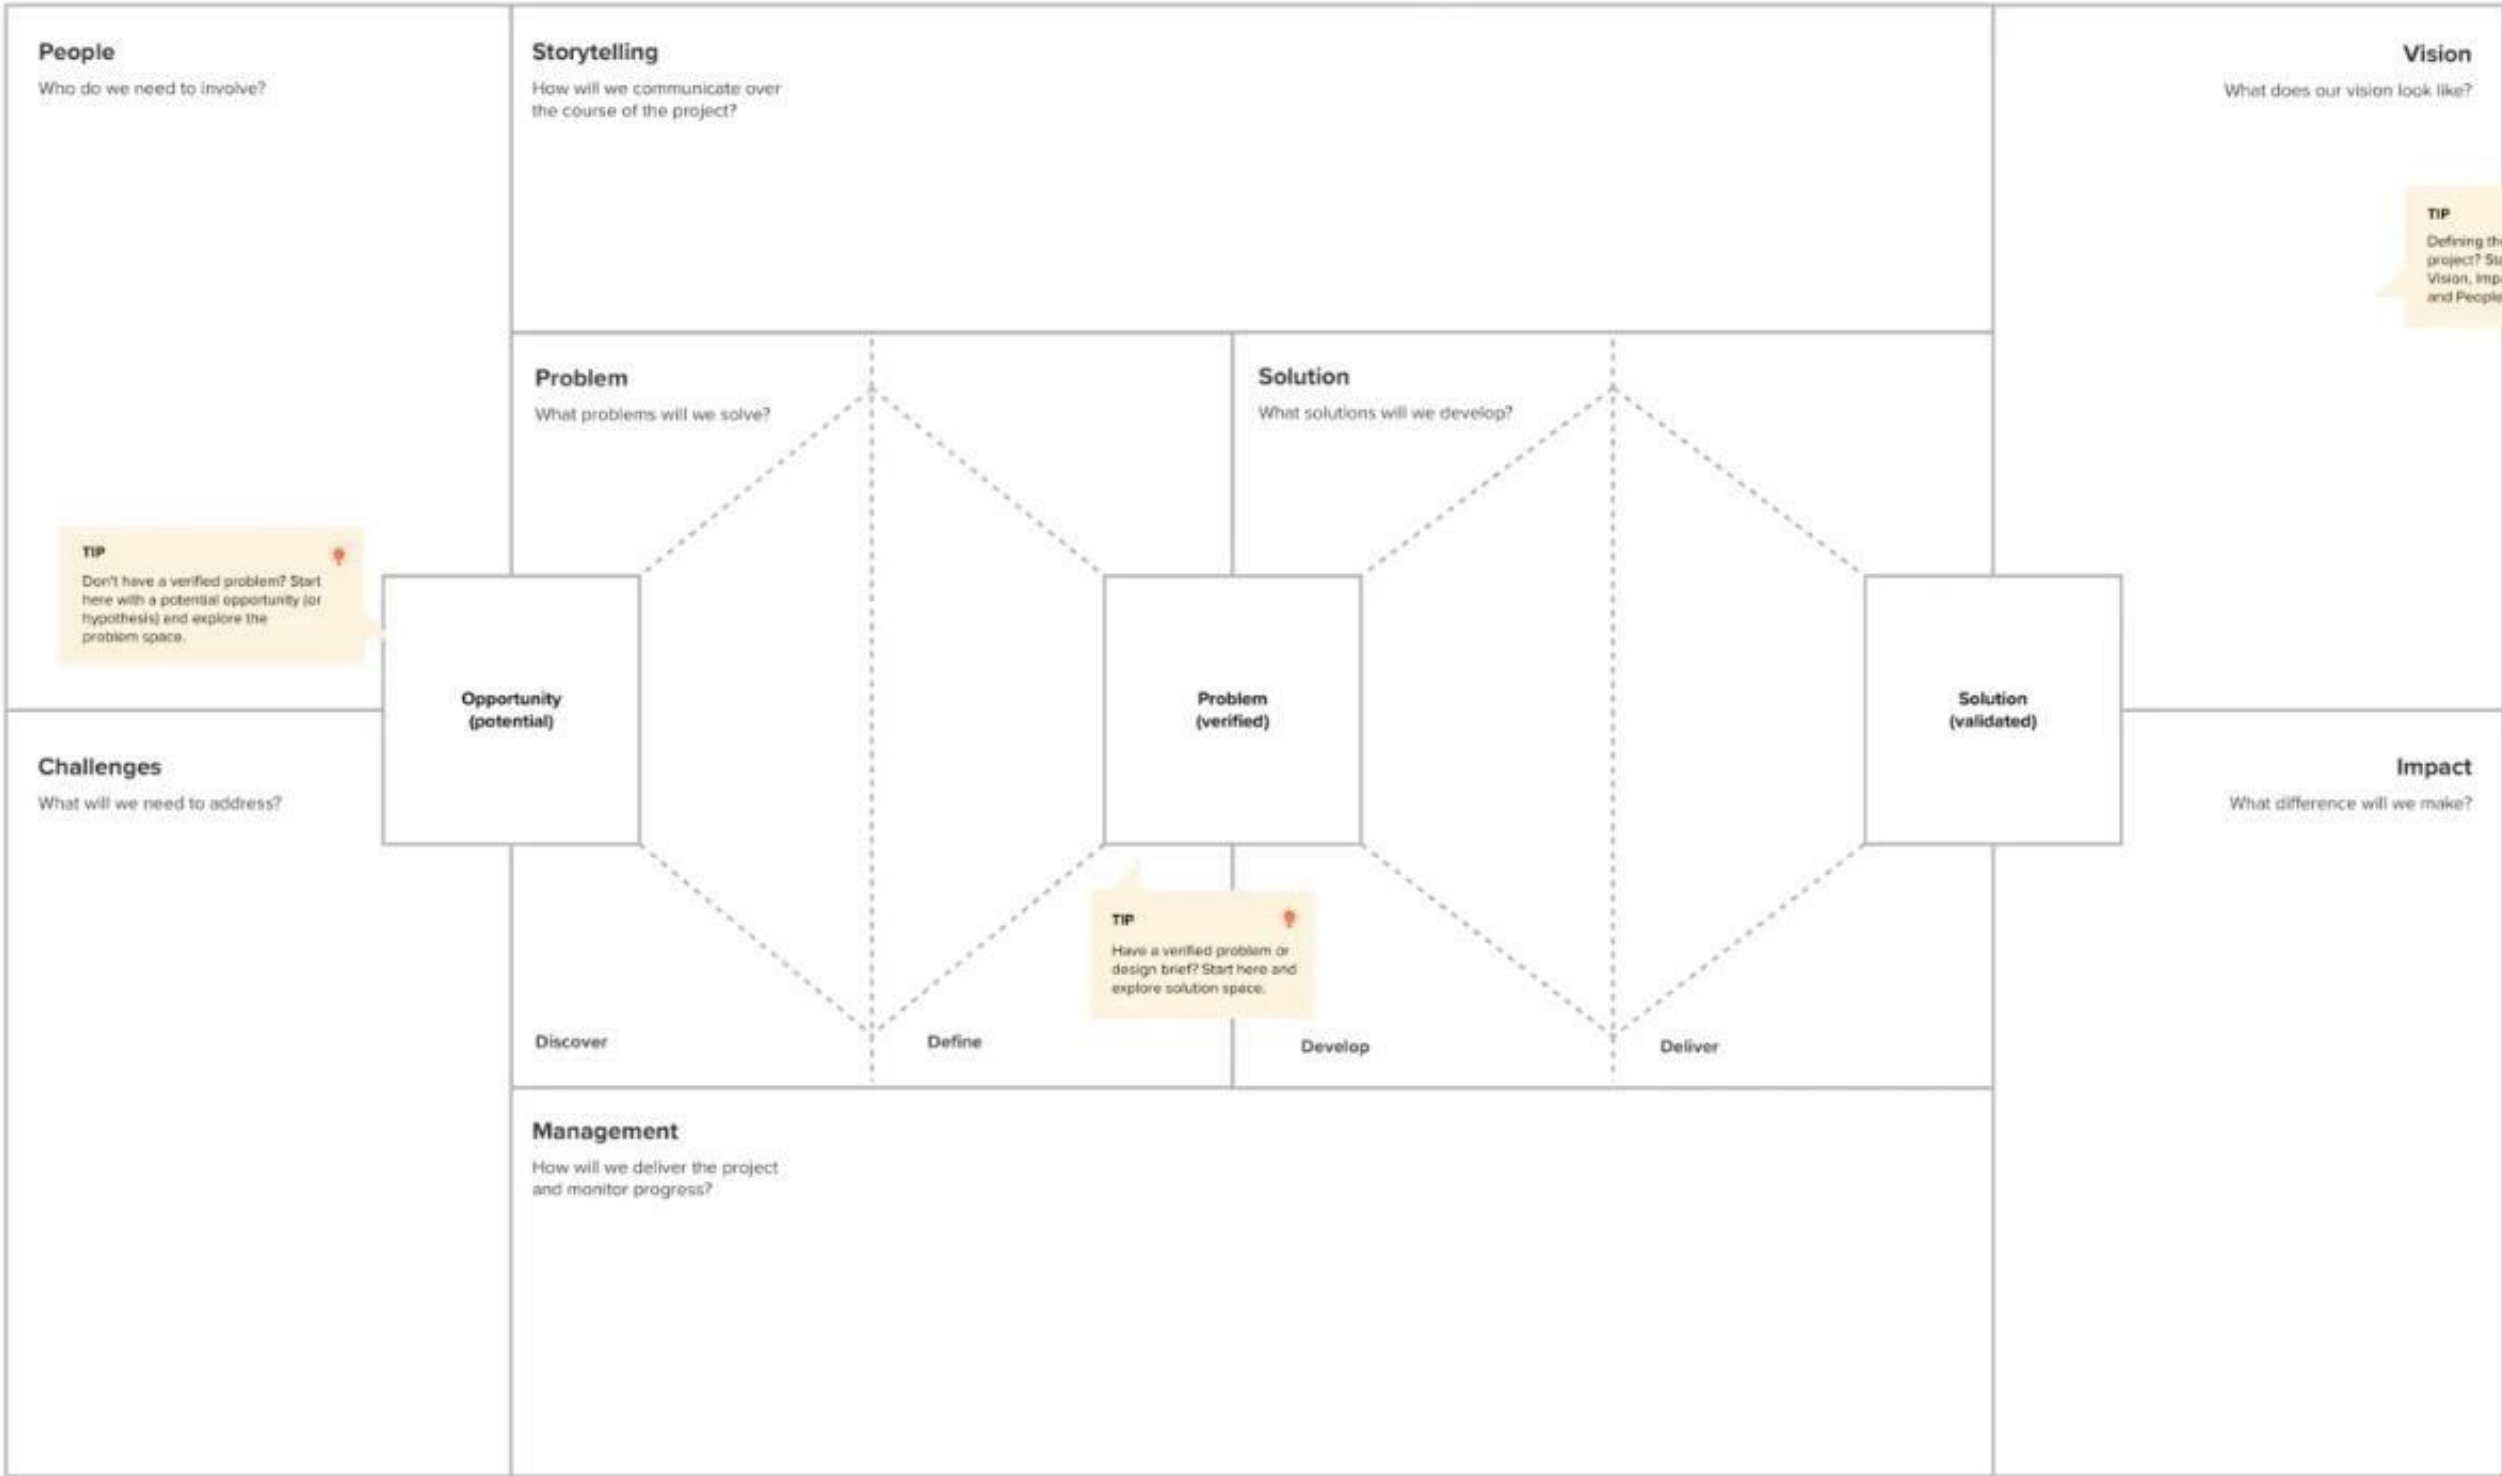 People
Who do we need to involve?
Storytelling
How will we communicate over
the course of the project?
Vision
What does our vision look like?
TIP
Defining
project?
Vision,
and People
Problem
What problems will we solve?
Solution
What solutions will we develop?
TIP
Don't have a verified problem? Start
here with a potential opportunity (or
hypothesis) and explore the
problem space.
Opportunity
(potential)
Problem
(verified)
Solution
(validated)
Challenges
What will we need to address?
Impact
What difference will we make?
TIP
Have a verified problem or
design brief? Start here and
explore solution space.
Discover
Define
Develop
Deliver
Management
How will we deliver the project
and monitor progress?